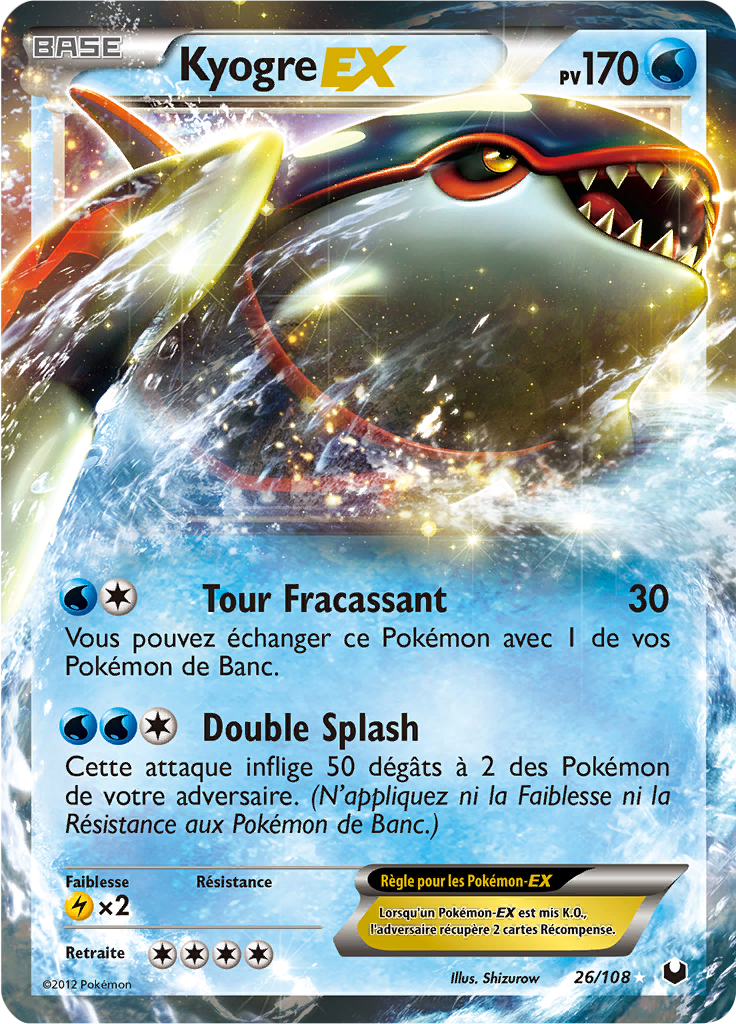 BASE
Kyogre EX
PV170
Tour Fracassant 30
Vous pouvez échanger ce Pokémon avec 1 de vos
Pokémon de Banc.
Double Splash
Cette attaque inflige 50 dégâts à 2 des Pokémon
de votre adversaire. (N'appliquez ni la Faiblesse ni la
Résistance aux Pokémon de Banc.)
Faiblesse
Résistance
×2
Retraite
Règle pour les Pokémon-EX
Lorsqu'un Pokémon-EX est mis K.O.,
l'adversaire récupère 2 cartes Récompense.
©2012 Pokémon
Illus. Shizurow
26/108